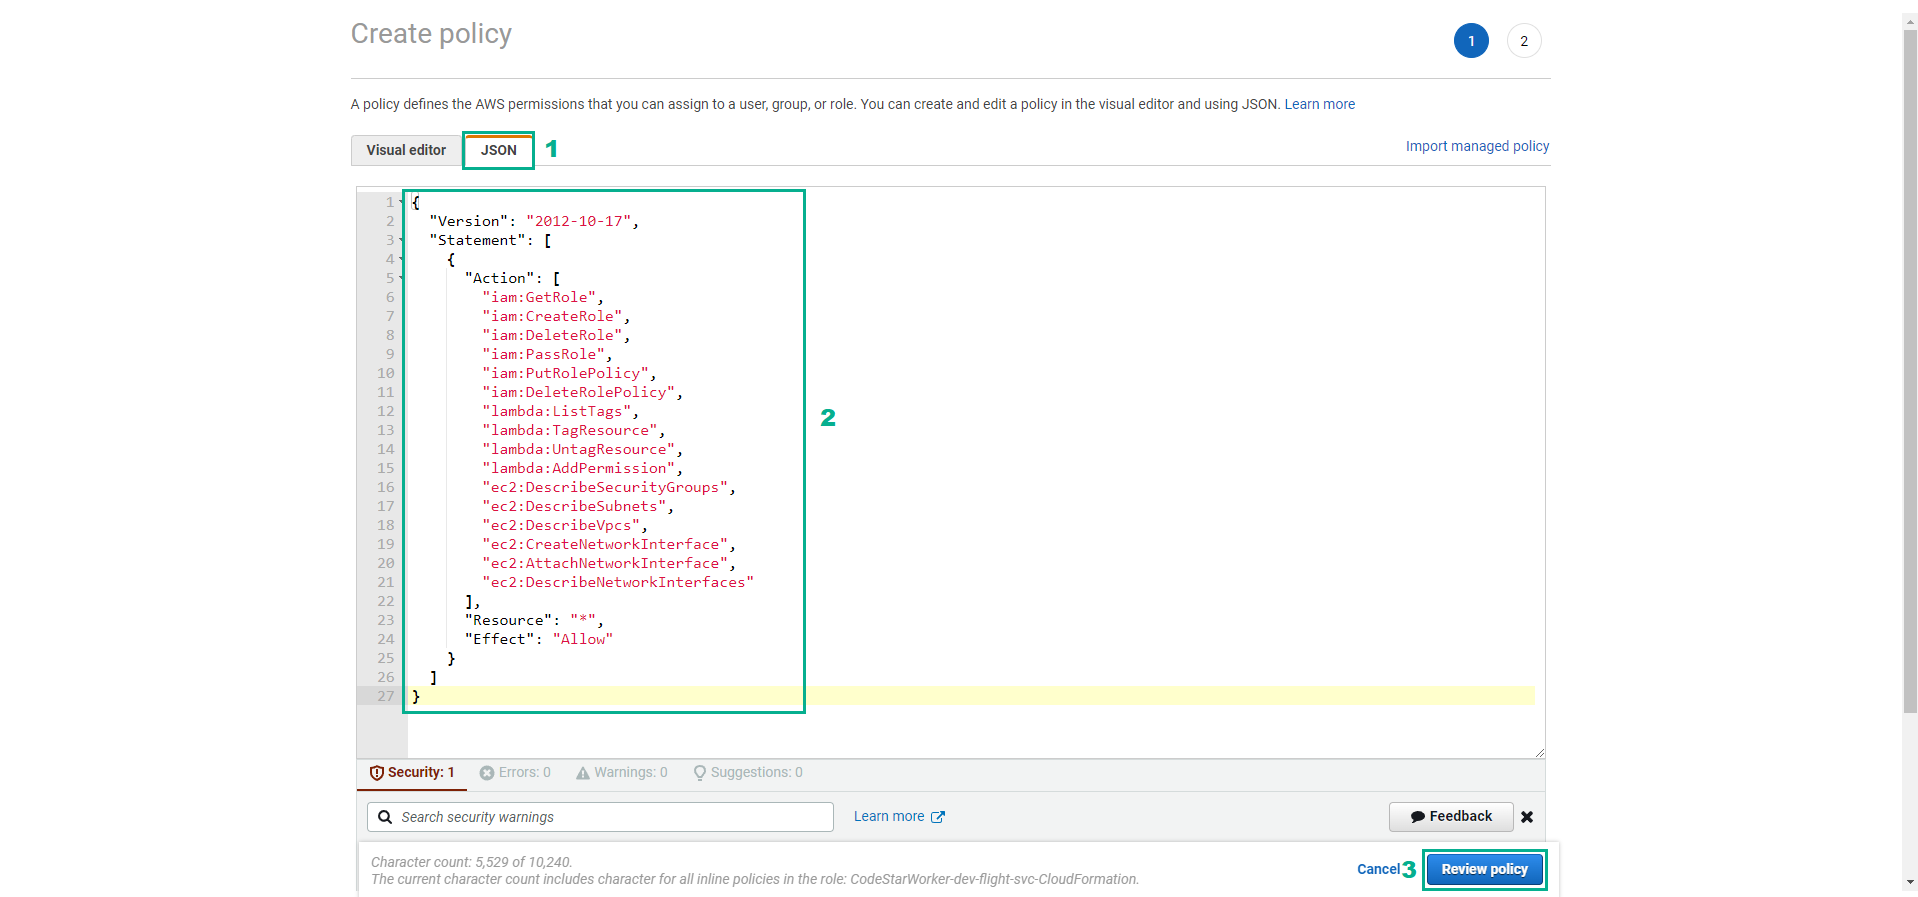 Create policy
1
2
A policy defines the AWS permissions that you can assign to a user, group, or role. You can create and edit a policy in the visual editor and using JSON. Learn more
Visual editor
JSON
1
Import managed policy
1 {
2 "Version": "2012-10-17",
3 "Statement": [
4 {
5 "Action": [
6 "iam:GetRole",
7 "iam:CreateRole",
8 "iam:DeleteRole",
9 "iam:PassRole",
10 "iam:PutRolePolicy",
11 "iam:DeleteRolePolicy",
12 "lambda:ListTags",
13 "lambda:TagResource",
14 "lambda:UntagResource",
15 "lambda:AddPermission",
16 "ec2:DescribeSecurityGroups",
17 "ec2:DescribeSubnets",
18 "ec2:DescribeVpcs",
19 "ec2:CreateNetworkInterface",
20 "ec2:AttachNetworkInterface",
21 "ec2:DescribeNetworkInterfaces"
22 ],
23 "Resource": "*",
24 "Effect": "Allow"
25 }
26 ]
27 }
2
Security: 1
Errors: 0
Warnings: 0
Suggestions: 0
Search security warnings
Learn more
Feedback
Character count: 5,529 of 10,240.
The current character count includes character for all inline policies in the role: CodeStarWorker-dev-flight-svc-CloudFormation.
Cancel
3
Review policy